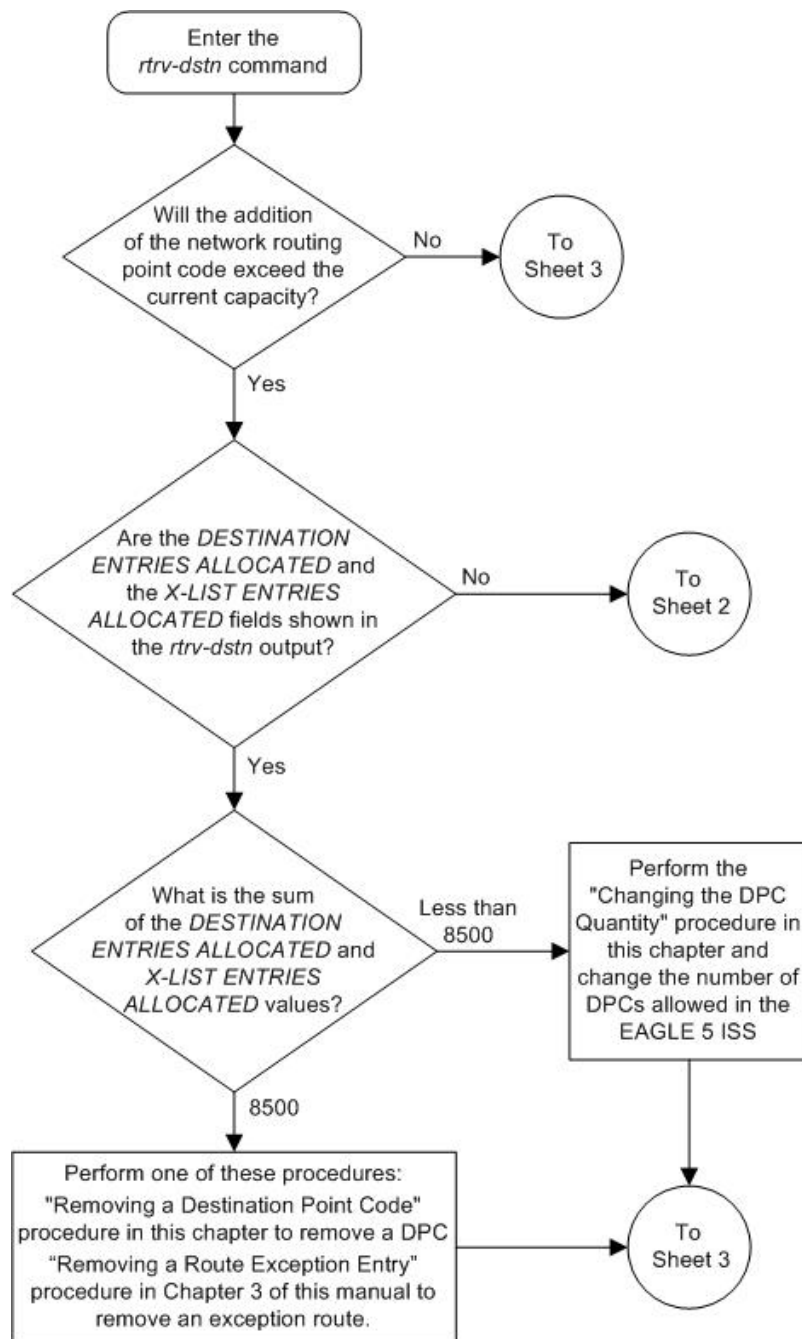 Enter the
rtrv-dstn
command
Will the addition
of the network routing
point code exceed the
current capacity?
No
To
Sheet 3
Yes
Are the DESTINATION
ENTRIES ALLOCATED and
the X-LIST ENTRIES
ALLOCATED fields shown in
the rtrv-dstn output?
No
To
Sheet 2
Yes
What is the sum
of the DESTINATION
ENTRIES ALLOCATED and
X-LIST ENTRIES
ALLOCATED values?
Less than
8500
Perform the
"Changing the DPC
Quantity" procedure in
this chapter and
change the number of
DPCs allowed in the
EAGLE 5 ISS
8500
Perform one of these procedures:
"Removing a Destination Point Code"
procedure in this chapter to remove a DPC
“Removing a Route Exception Entry”
procedure in Chapter 3 of this manual to
remove an exception route.
To
Sheet 3